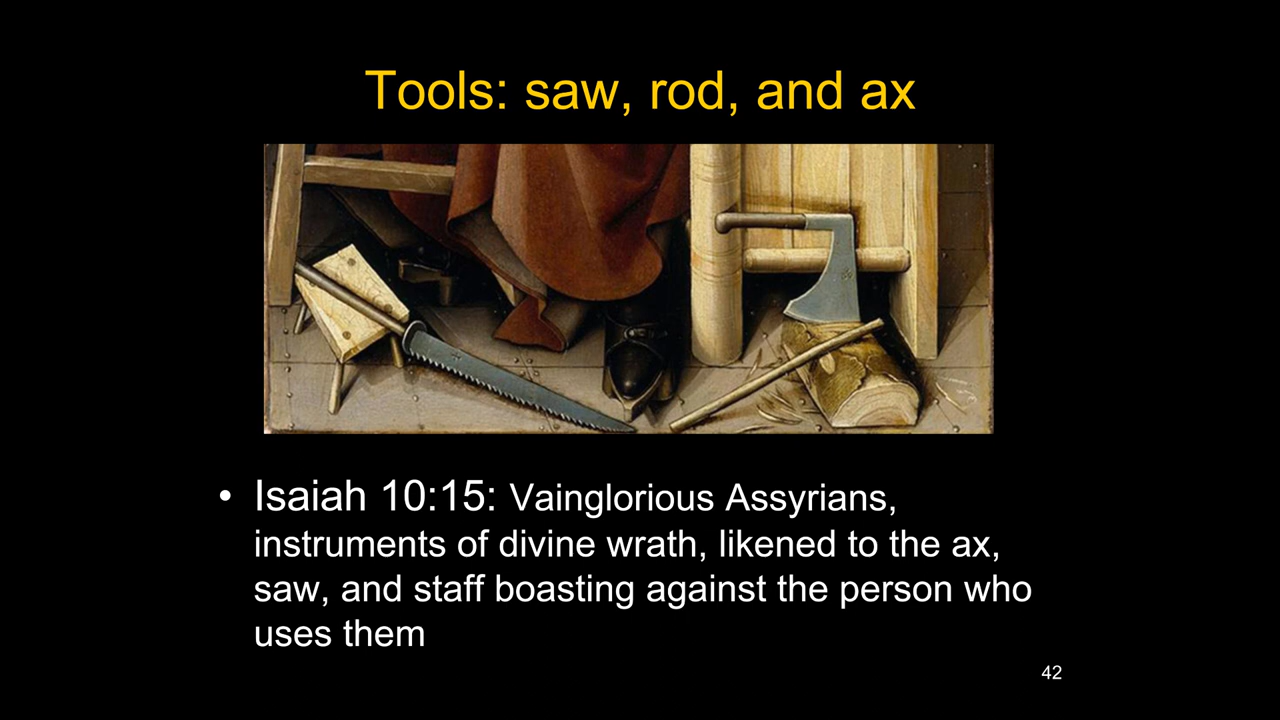 Tools: saw, rod, and ax
• Isaiah 10:15: Vainglorious Assyrians,
instruments of divine wrath, likened to the ax,
saw, and staff boasting against the person who
uses them
42